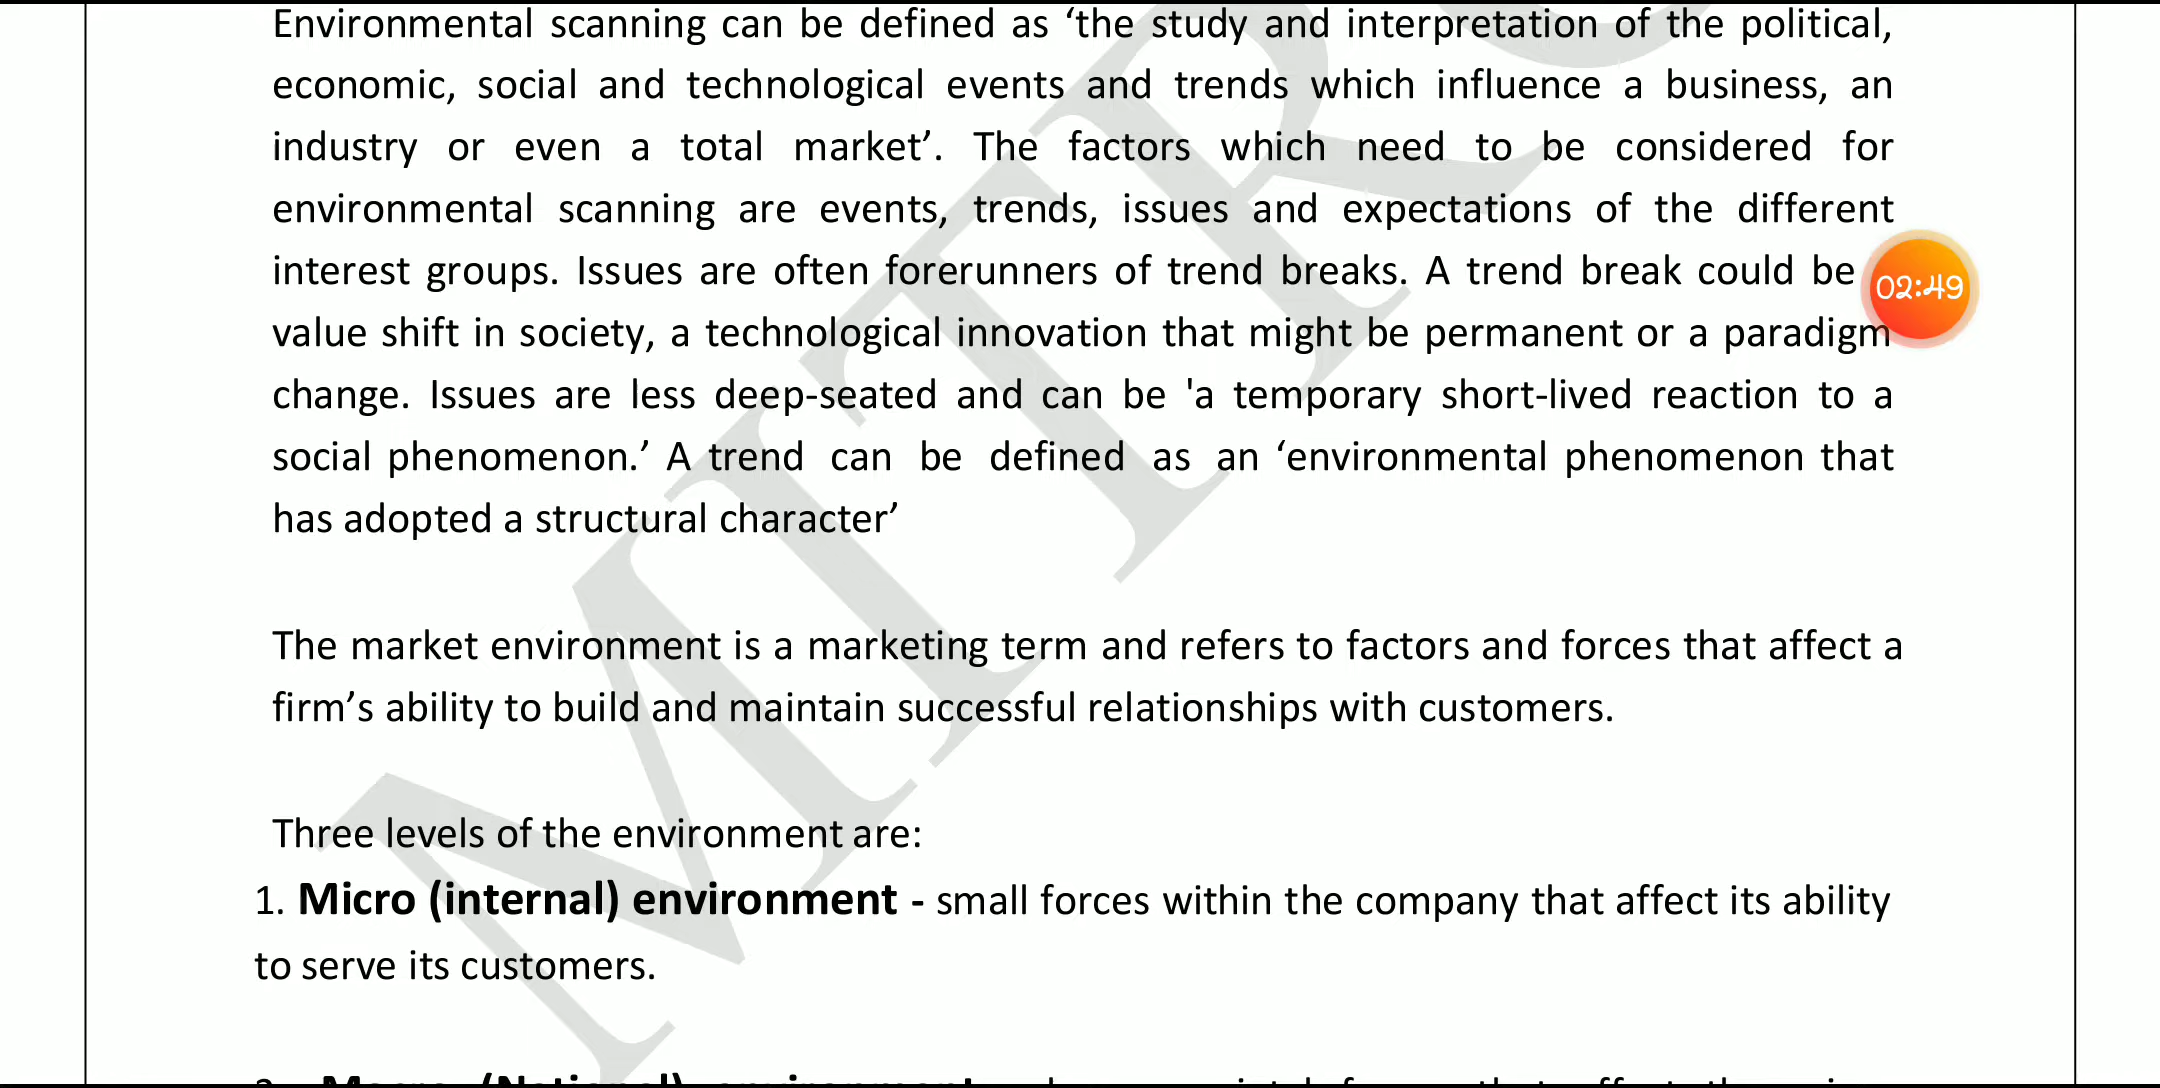 Environmental scanning can be defined as ‘the study and interpretation of the political,
economic, social and technological events and trends which influence a business, an
industry or even a total market’. The factors which need to be considered for
environmental scanning are events, trends, issues and expectations of the different
interest groups. Issues are often forerunners of trend breaks. A trend break could be
02:49
value shift in society, a technological innovation that might be permanent or a paradigm
change. Issues are less deep-seated and can be 'a temporary short-lived reaction to a
social phenomenon.’ A trend can be defined as an ‘environmental phenomenon that
has adopted a structural character’
The market environment is a marketing term and refers to factors and forces that affect a
firm’s ability to build and maintain successful relationships with customers.
Three levels of the environment are:
1. Micro (internal) environment - small forces within the company that affect its ability
to serve its customers.